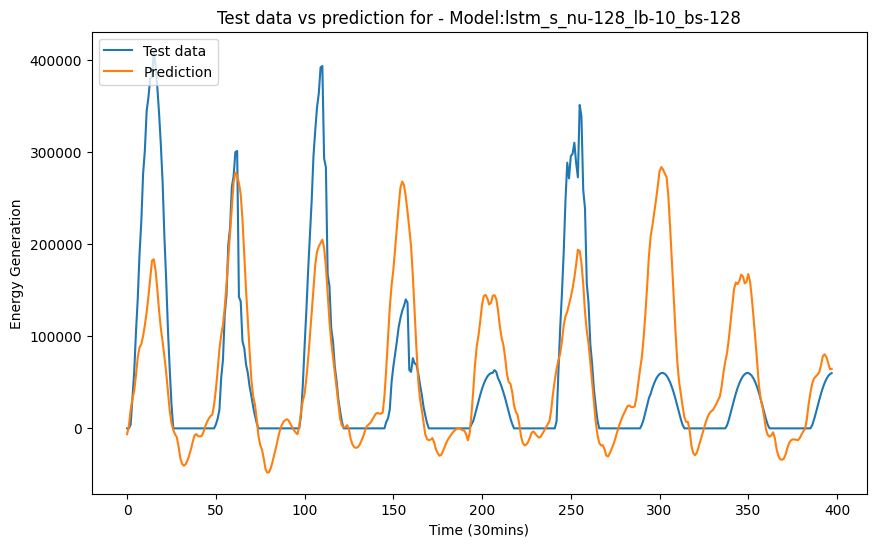 Test data vs prediction for - Model:lstm_s_nu-128_lb-10_bs-128
Test data
Prediction
Energy Generation
400000
300000
200000
100000
0
0 50 100 150 200 250 300 350 400
Time (30mins)